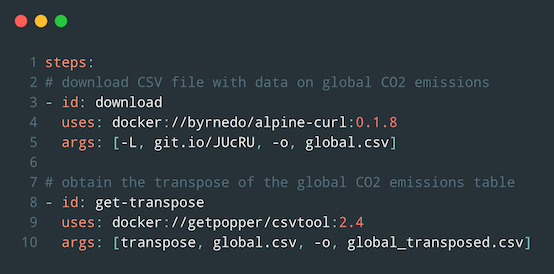 1 steps:
2 # download CSV file with data on global CO2 emissions
3 - id: download
4   uses: docker://byrnedo/alpine-curl:0.1.8
5   args: [-L, git.io/JUcRU, -o, global.csv]
6
7 # obtain the transpose of the global CO2 emissions table
8 - id: get-transpose
9   uses: docker://getpopper/csvtool:2.4
10   args: [transpose, global.csv, -o, global_transposed.csv]